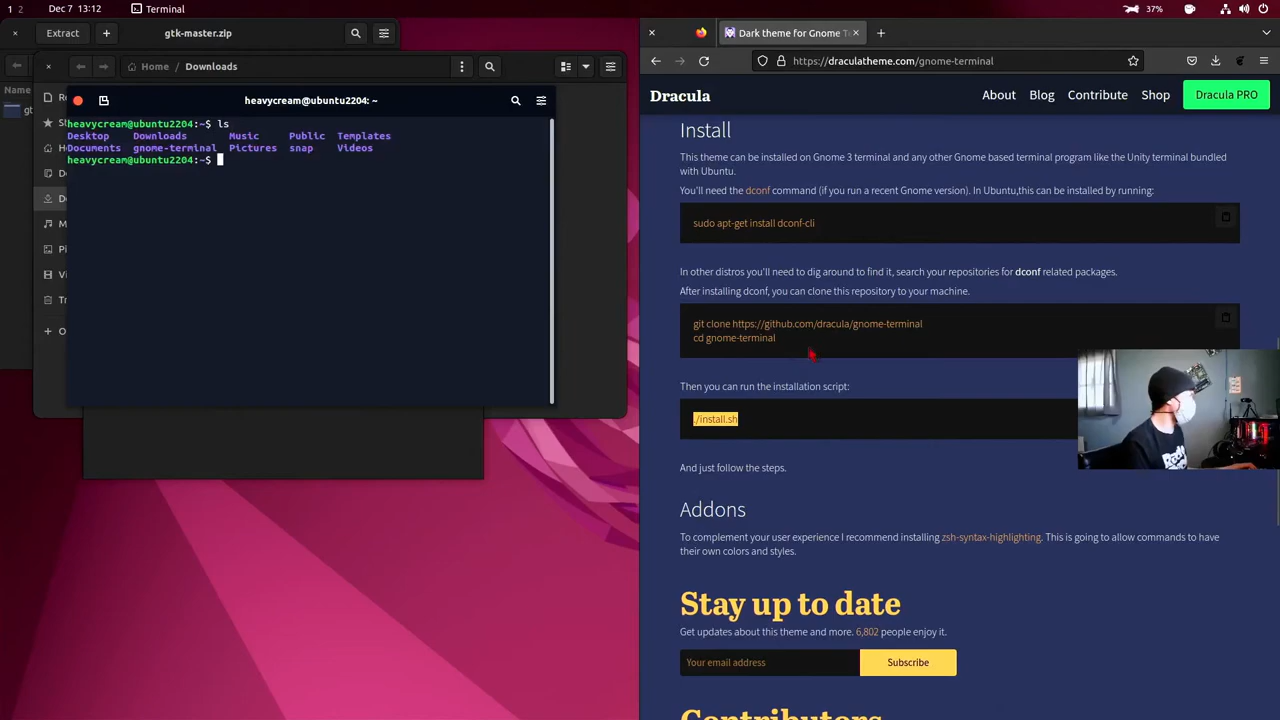 1 2 Dec 7 13:12 Terminal 37%
Extract + gtk-master.zip
Name
Home / Downloads
heavycream@ubuntu2204: ~
heavycream@ubuntu2204:~$ ls
Desktop Downloads Music Public Templates
Documents gnome-terminal Pictures snap Videos
heavycream@ubuntu2204:~$
Dark theme for Gnome Te
https://draculatheme.com/gnome-terminal
Dracula About Blog Contribute Shop Dracula PRO
Install
This theme can be installed on Gnome 3 terminal and any other Gnome based terminal program like the Unity terminal bundled
with Ubuntu.
You'll need the dconf command (if you run a recent Gnome version). In Ubuntu,this can be installed by running:
sudo apt-get install dconf-cli
In other distros you'll need to dig around to find it, search your repositories for dconf related packages.
After installing dconf, you can clone this repository to your machine.
git clone https://github.com/dracula/gnome-terminal
cd gnome-terminal
Then you can run the installation script:
./install.sh
And just follow the steps.
Addons
To complement your user experience I recommend installing zsh-syntax-highlighting. This is going to allow commands to have
their own colors and styles.
Stay up to date
Get updates about this theme and more. 6,802 people enjoy it.
Your email address Subscribe
Contributors